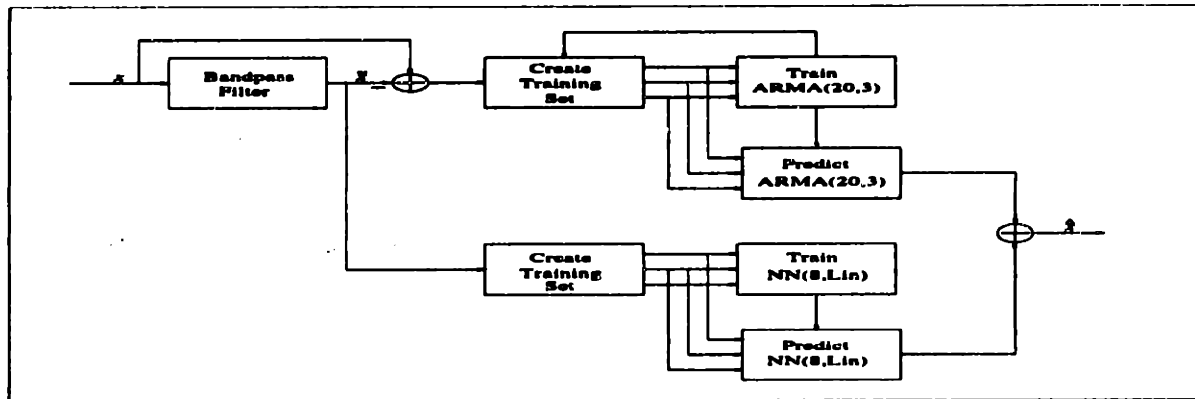 x
Bandpass
Filter
Create
Training
Set
Train
ARMA(20,3)
Predict
ARMA(20,3)
Create
Training
Set
Train
NN(8,Lin)
Predict
NN(8,Lin)
x̂